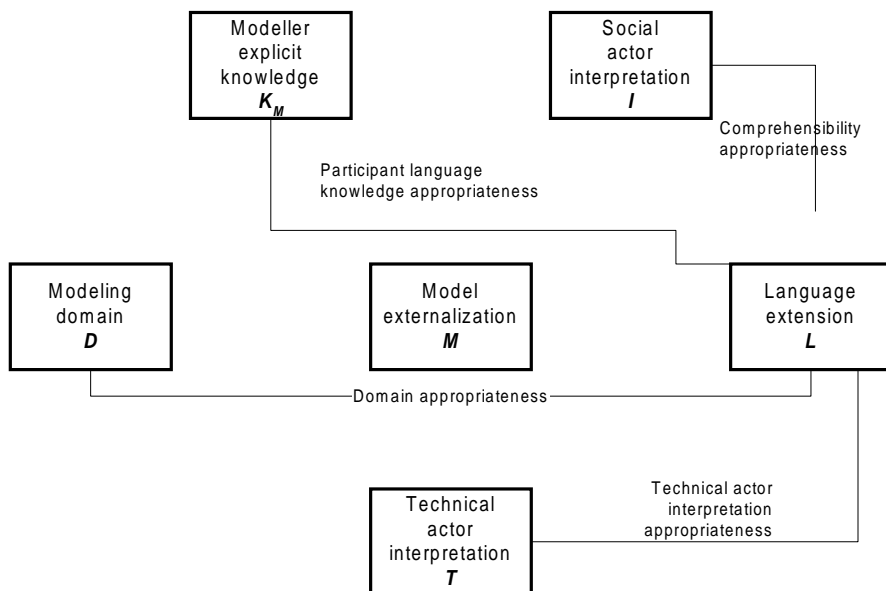 Modeller
explicit
knowledge
K_M
Social
actor
interpretation
I
Comprehensibility
appropriateness
Participant language
knowledge appropriateness
Modeling
domain
D
Model
externalization
M
Language
extension
L
Domain appropriateness
Technical
actor
interpretation
T
Technical actor
interpretation
appropriateness